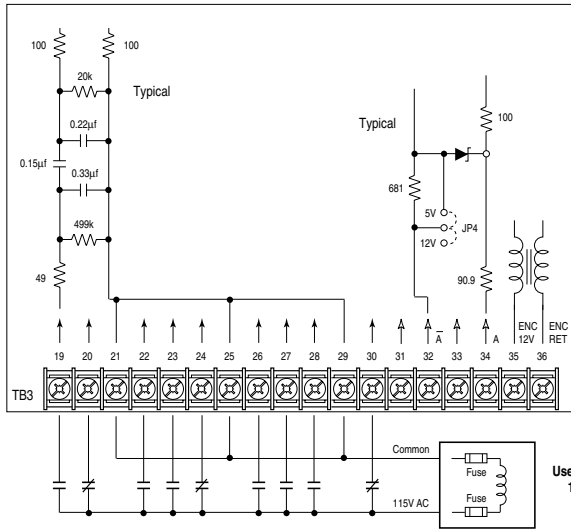 100
100
20k
Typical
0.22µf
0.15µf
0.33µf
499k
49
Typical
100
681
5V
JP4
12V
90.9
A
A
ENC
12V
ENC
RET
19 20 21 22 23 24 25 26 27 28 29 30 31 32 33 34 35 36
TB3
Common
115V AC
Fuse
Fuse
Use
1